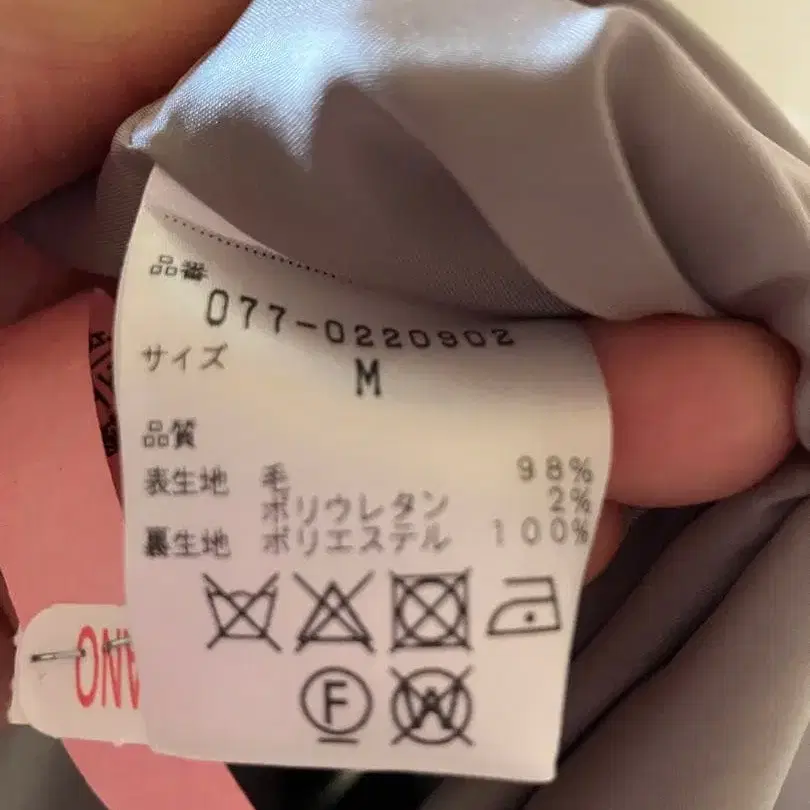 品番
077-0220902
サイズ
M
品質
表生地 毛 98%
ポリウレタン 2%
裏生地 ポリエステル 100%
F W